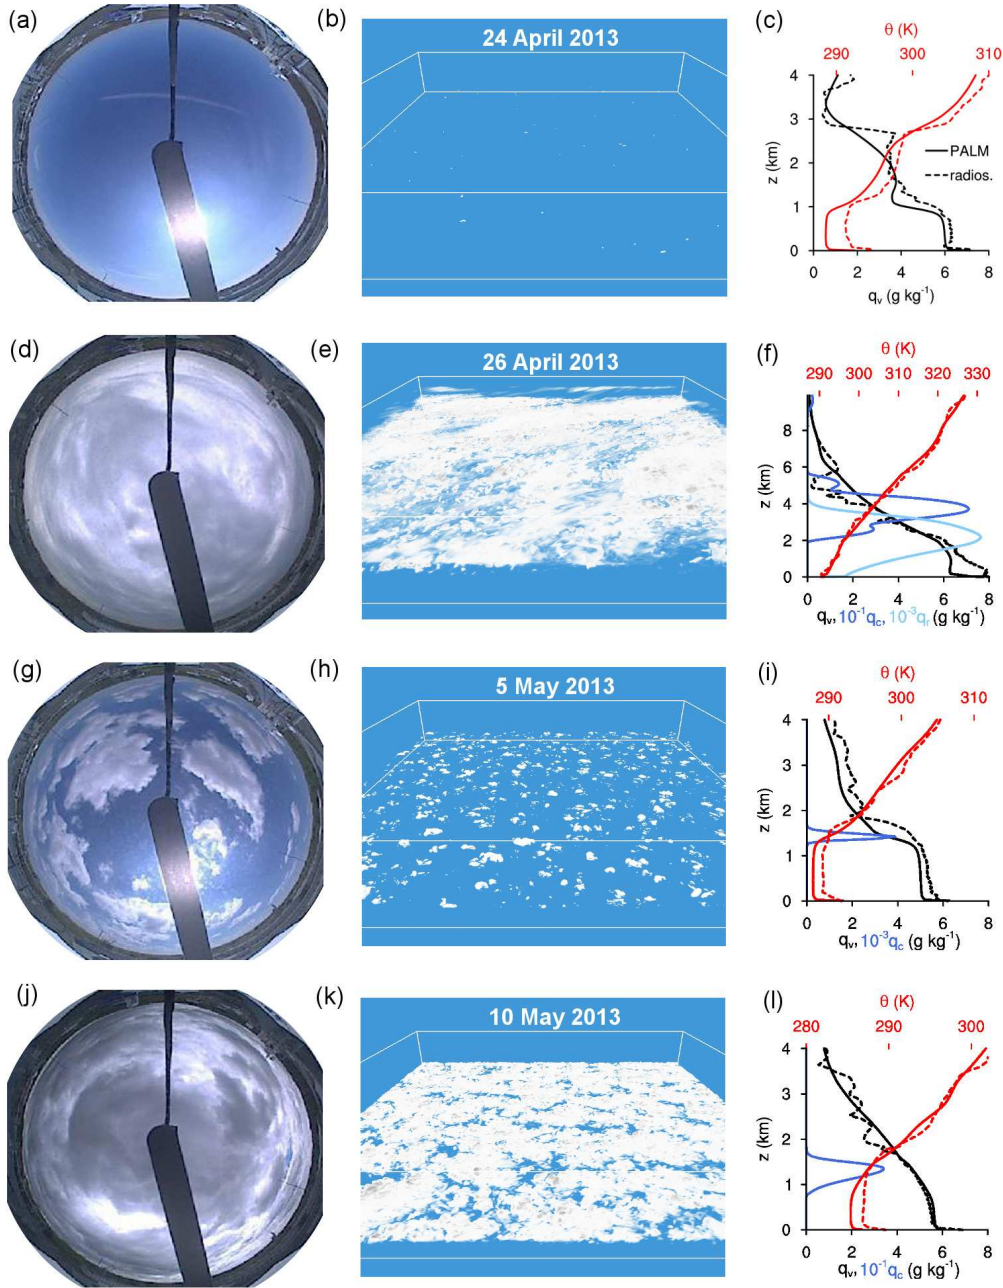 (a)
(b)
24 April 2013
(c)
θ (K)
290 300 310
4
3
2
1
0
z (km)
PALM
radios.
0 2 4 6 8
qᵥ (g kg⁻¹)
(d)
(e)
26 April 2013
(f)
θ (K)
290 300 310 320 330
8
6
4
2
0
z (km)
0 2 4 6 8
qᵥ, 10⁻¹q꜀, 10⁻³qᵣ (g kg⁻¹)
(g)
(h)
5 May 2013
(i)
θ (K)
290 300 310
4
3
2
1
0
z (km)
0 2 4 6 8
qᵥ, 10⁻³q꜀ (g kg⁻¹)
(j)
(k)
10 May 2013
(l)
θ (K)
280 290 300
4
3
2
1
0
z (km)
0 2 4 6 8
qᵥ, 10⁻¹q꜀ (g kg⁻¹)